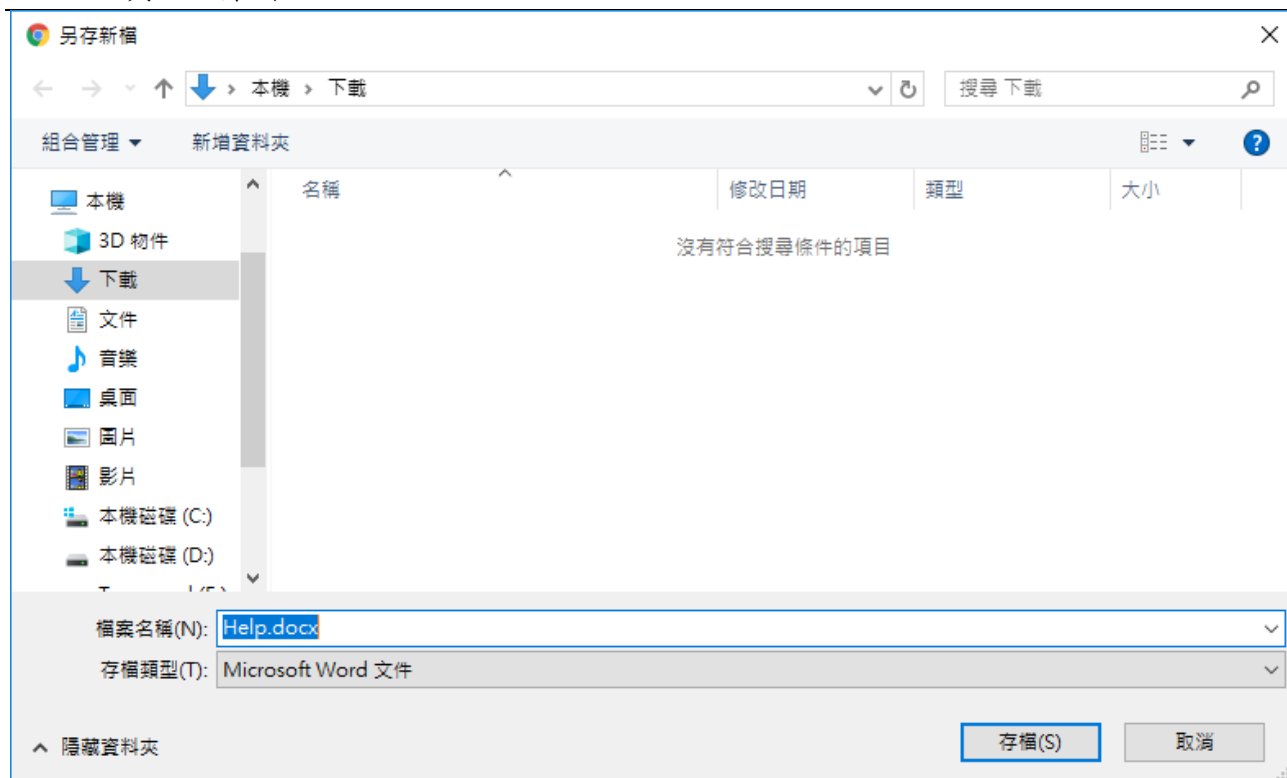 另存新檔
本機 › 下載
搜尋 下載
組合管理 新增資料夾
名稱 修改日期 類型 大小
沒有符合搜尋條件的項目
本機
3D 物件
下載
文件
音樂
桌面
圖片
影片
本機磁碟 (C:)
本機磁碟 (D:)
檔案名稱(N): Help.docx
存檔類型(T): Microsoft Word 文件
隱藏資料夾
存檔(S) 取消